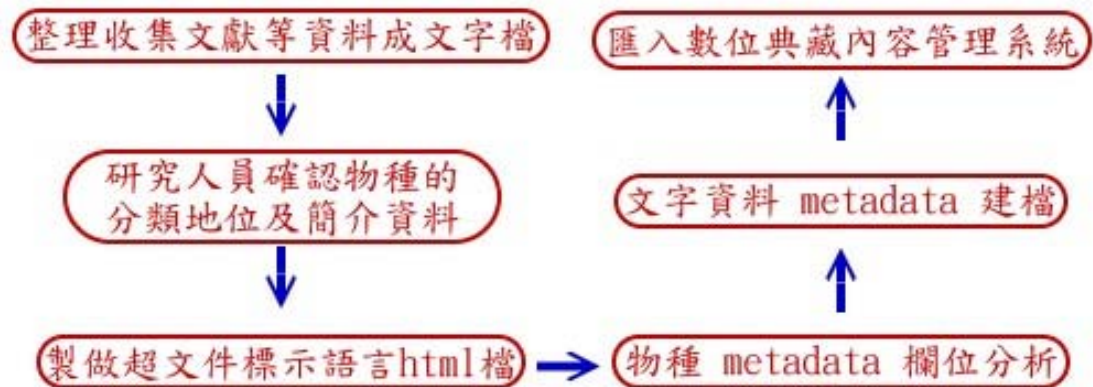 整理收集文獻等資料成文字檔
研究人員確認物種的
分類地位及簡介資料
製做超文件標示語言html檔
物種 metadata 欄位分析
文字資料 metadata 建檔
匯入數位典藏內容管理系統